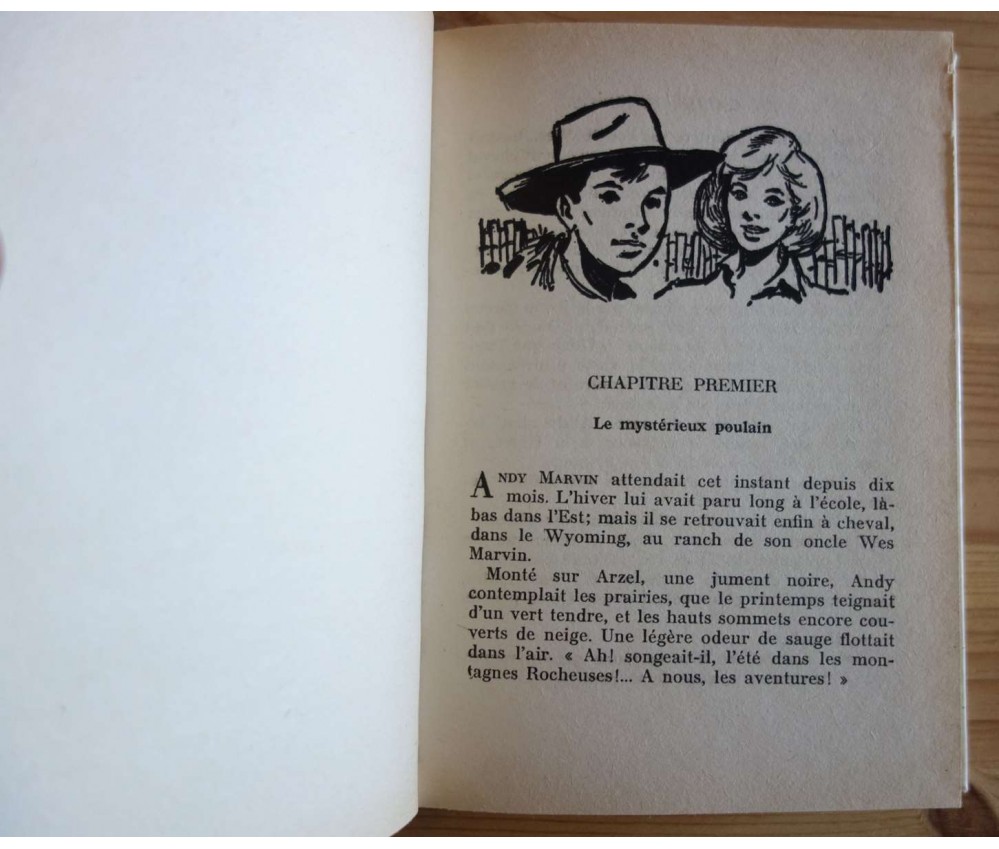 CHAPITRE PREMIER
Le mystérieux poulain
ANDY MARVIN attendait cet instant depuis dix
mois. L'hiver lui avait paru long à l'école, là-
bas dans l'Est; mais il se retrouvait enfin à cheval,
dans le Wyoming, au ranch de son oncle Wes
Marvin.
Monté sur Arzel, une jument noire, Andy
contemplait les prairies, que le printemps teignait
d'un vert tendre, et les hauts sommets encore cou-
verts de neige. Une légère odeur de sauge flottait
dans l'air. « Ah! songeait-il, l'été dans les mon-
tagnes Rocheuses!... A nous, les aventures! »